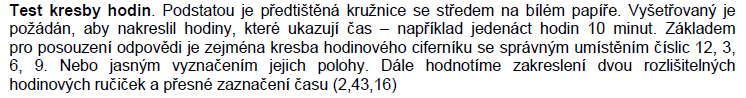 Test kresby hodin. Podstatou je předtištěná kružnice se středem na bílém papíře. Vyšetřovaný je
požádán, aby nakreslil hodiny, které ukazují čas – například jedenáct hodin 10 minut. Základem
pro posouzení odpovědi je zejména kresba hodinového ciferníku se správným umístěním číslic 12, 3,
6, 9. Nebo jasným vyznačením jejich polohy. Dále hodnotíme zakreslení dvou rozlišitelných
hodinových ručiček a přesné zaznačení času (2,43,16)